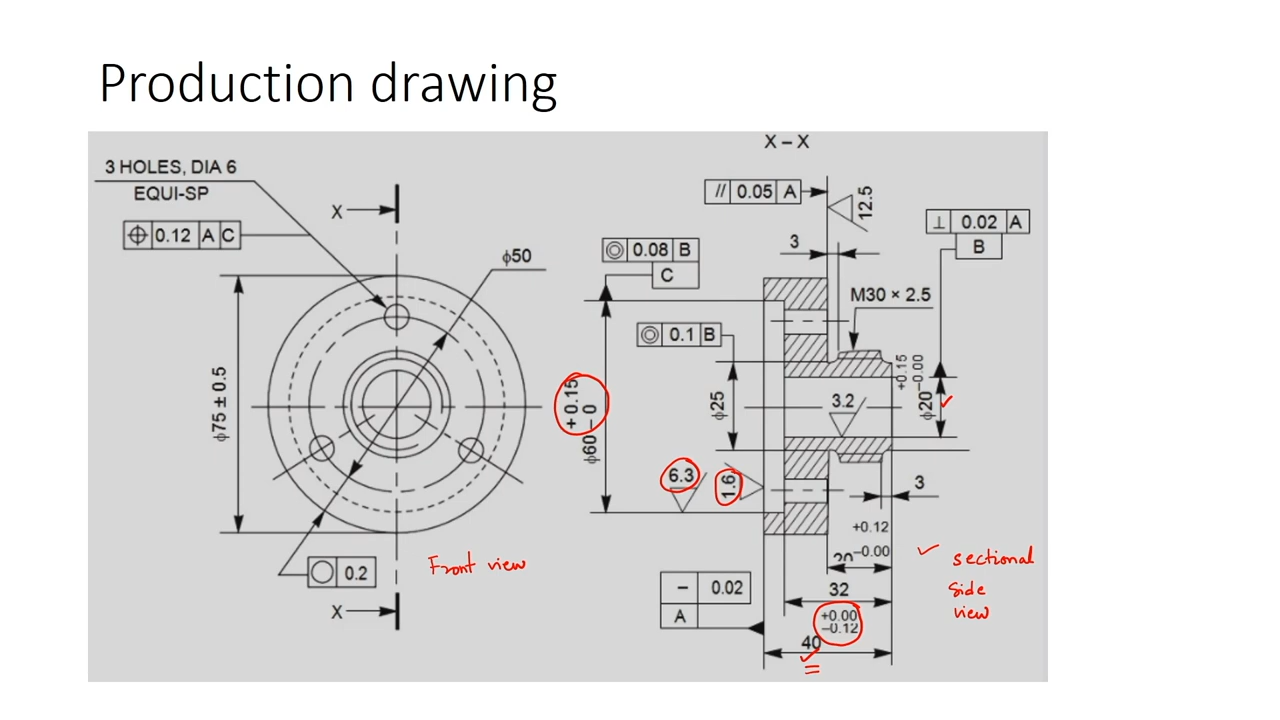 Production drawing
X – X
3 HOLES, DIA 6
EQUI-SP
⌖ 0.12 A C
X
ϕ50
ϕ75 ± 0.5
○ 0.2
X
Front view
// 0.05 A
12.5
◎ 0.08 B
C
3
⊥ 0.02 A
B
M30 × 2.5
◎ 0.1 B
+0.15
ϕ60 –0
ϕ25
3.2
+0.15
ϕ20 –0.00
6.3
1.6
3
+0.12
–0.00
– 0.02
A
32
+0.00
–0.12
40
sectional
side
view